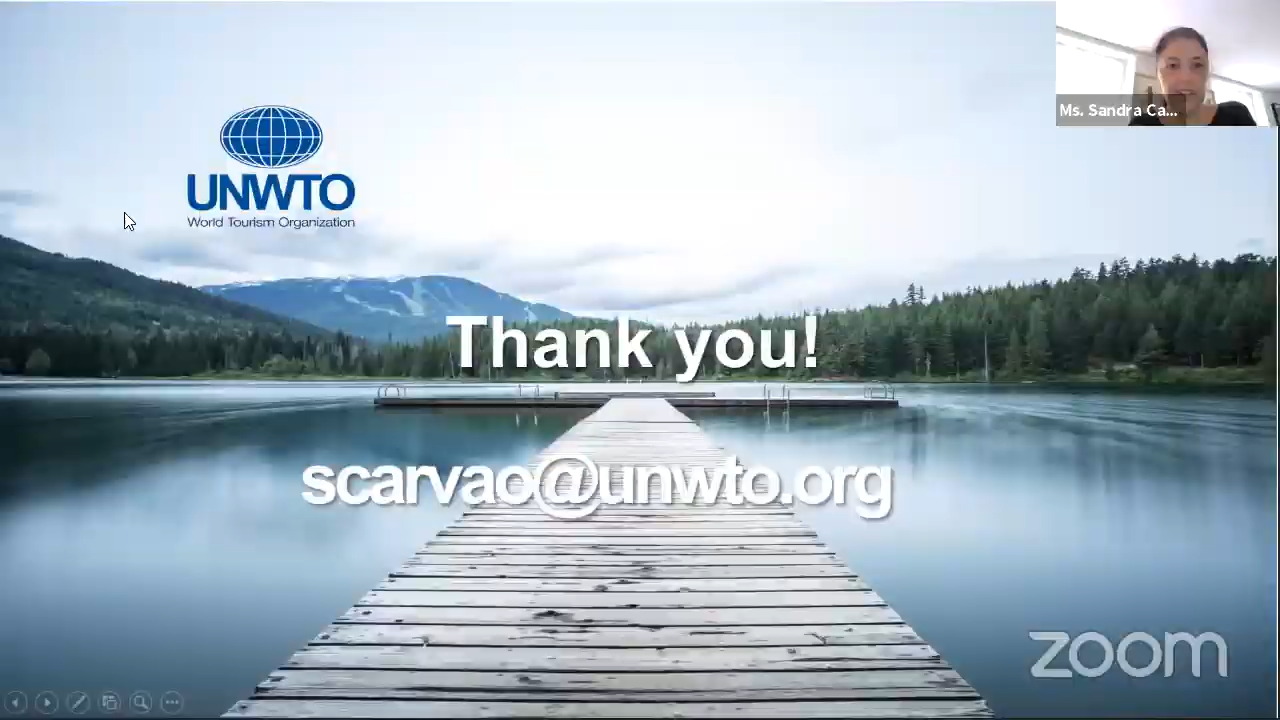 Ms. Sandra Ca...
UNWTO
World Tourism Organization
Thank you!
scarvao@unwto.org
zoom